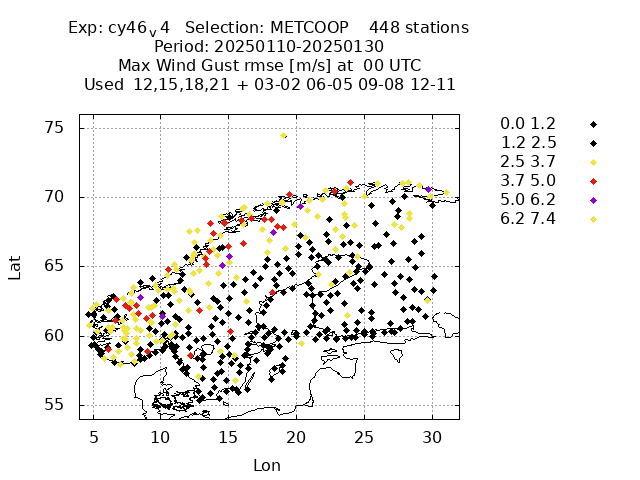 Exp: cy46v4 Selection: METCOOP 448 stations
Period: 20250110-20250130
Max Wind Gust rmse [m/s] at 00 UTC
Used 12,15,18,21 + 03-02 06-05 09-08 12-11
0.0 1.2
1.2 2.5
2.5 3.7
3.7 5.0
5.0 6.2
6.2 7.4
75
70
65
60
55
Lat
5 10 15 20 25 30
Lon